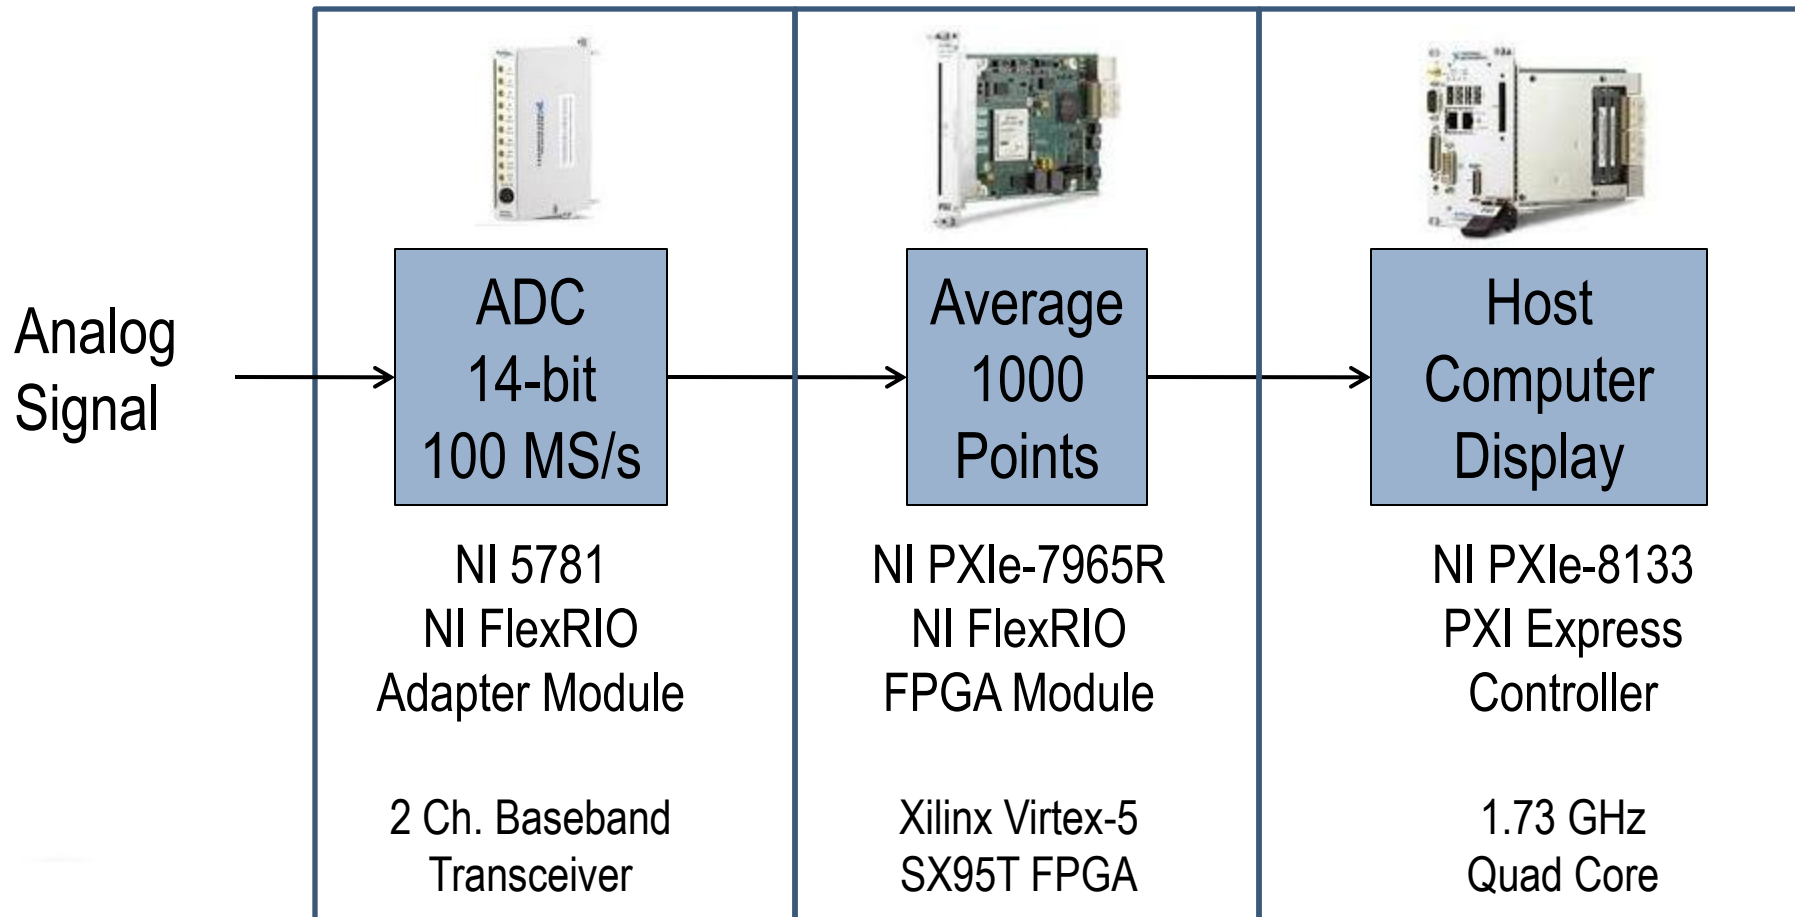 Analog
Signal
ADC
14-bit
100 MS/s
NI 5781
NI FlexRIO
Adapter Module
2 Ch. Baseband
Transceiver
Average
1000
Points
NI PXIe-7965R
NI FlexRIO
FPGA Module
Xilinx Virtex-5
SX95T FPGA
Host
Computer
Display
NI PXIe-8133
PXI Express
Controller
1.73 GHz
Quad Core